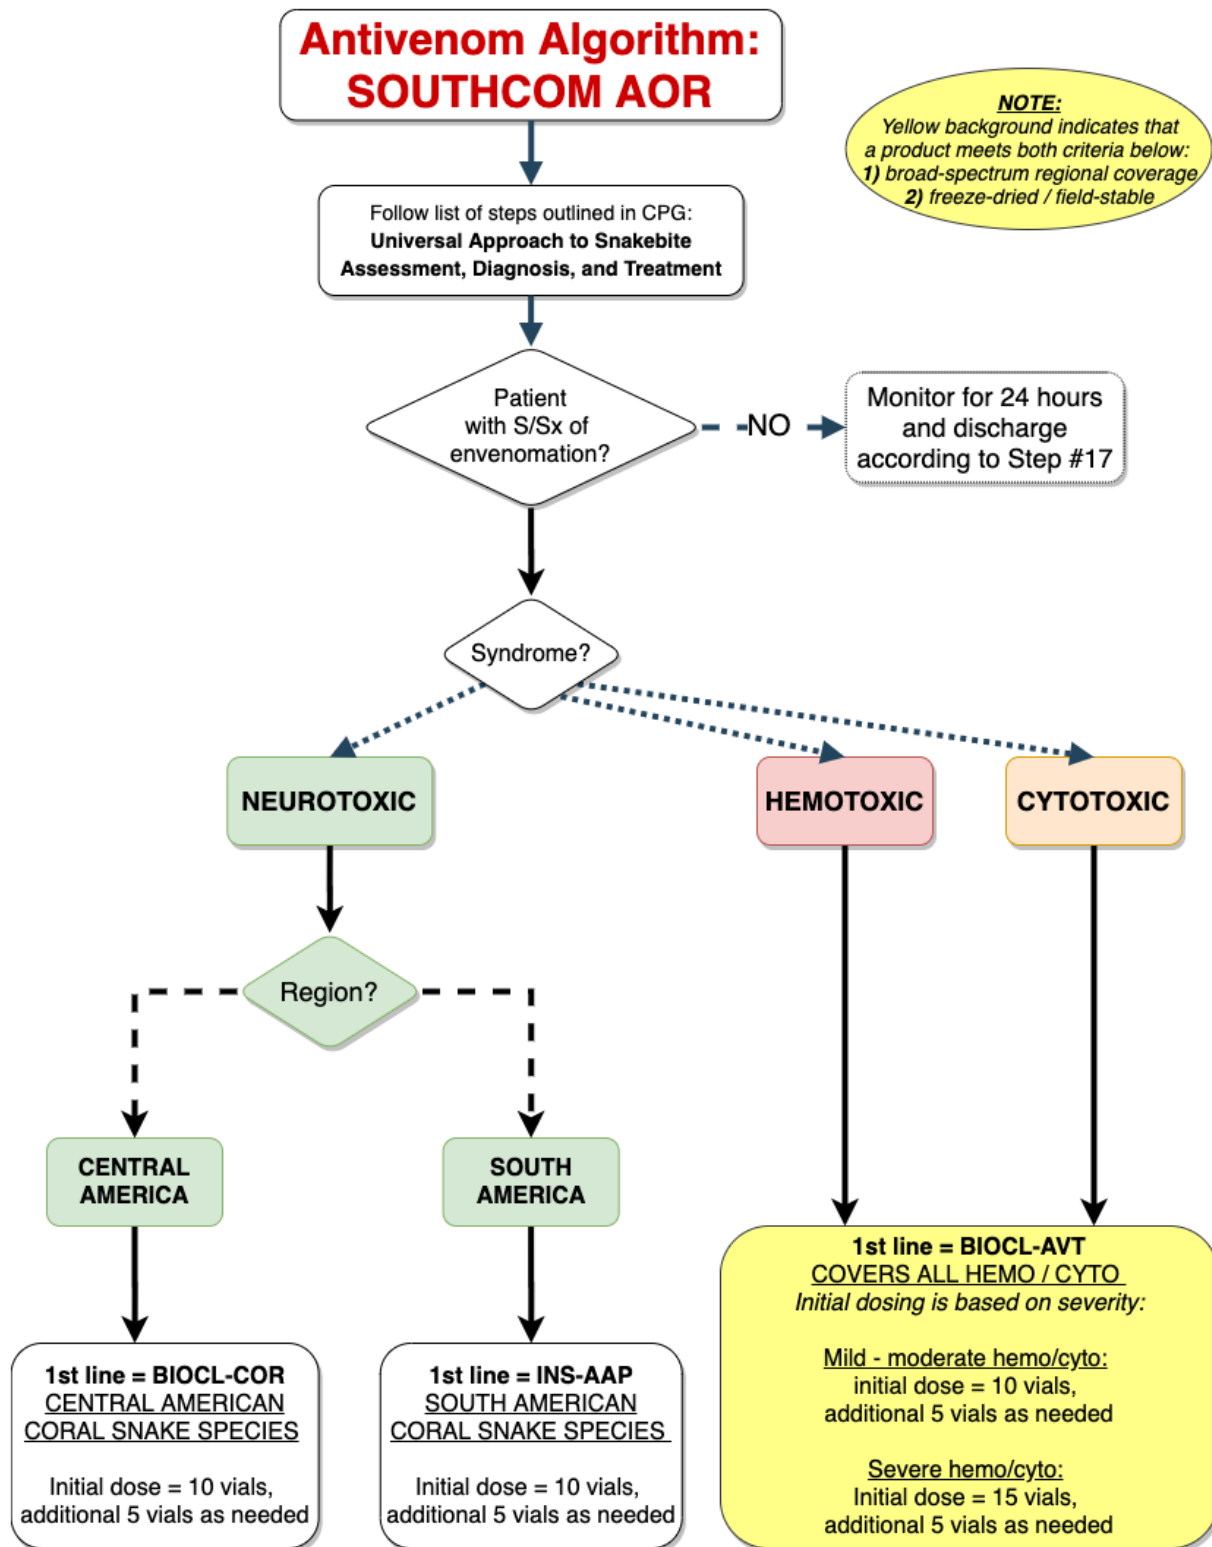 Antivenom Algorithm:
SOUTHCOM AOR
NOTE:
Yellow background indicates that
a product meets both criteria below:
1) broad-spectrum regional coverage
2) freeze-dried / field-stable
Follow list of steps outlined in CPG:
Universal Approach to Snakebite
Assessment, Diagnosis, and Treatment
Patient
with S/Sx of
envenomation?
NO
Monitor for 24 hours
and discharge
according to Step #17
Syndrome?
NEUROTOXIC
HEMOTOXIC
CYTOTOXIC
Region?
CENTRAL
AMERICA
SOUTH
AMERICA
1st line = BIOCL-COR
CENTRAL AMERICAN
CORAL SNAKE SPECIES
Initial dose = 10 vials,
additional 5 vials as needed
1st line = INS-AAP
SOUTH AMERICAN
CORAL SNAKE SPECIES
Initial dose = 10 vials,
additional 5 vials as needed
1st line = BIOCL-AVT
COVERS ALL HEMO / CYTO
Initial dosing is based on severity:
Mild - moderate hemo/cyto:
initial dose = 10 vials,
additional 5 vials as needed
Severe hemo/cyto:
Initial dose = 15 vials,
additional 5 vials as needed